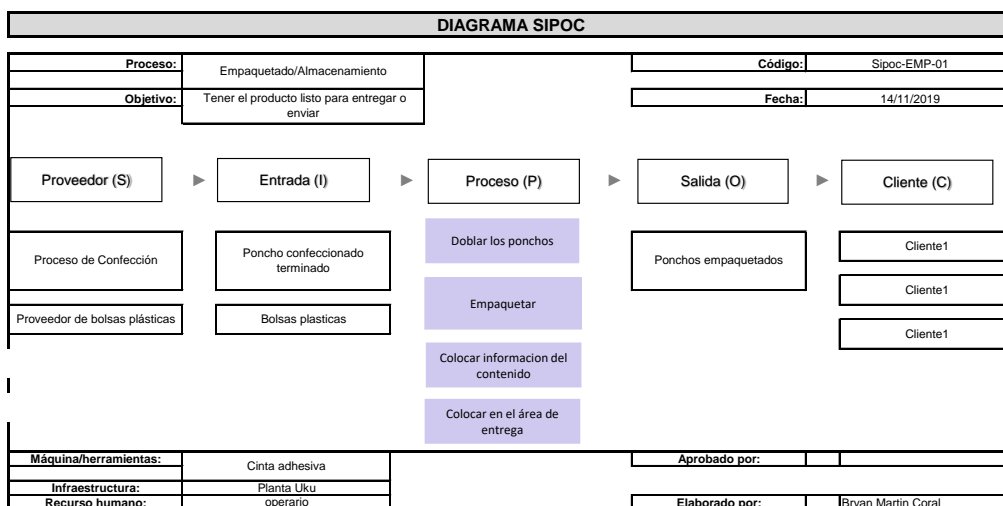 DIAGRAMA SIPOC
Proceso: Empaquetado/Almacenamiento Código: Sipoc-EMP-01
Objetivo: Tener el producto listo para entregar o
enviar
Fecha: 14/11/2019
Proveedor (S) Entrada (I) Proceso (P) Salida (O) Cliente (C)
Proceso de Confección
Poncho confeccionado
terminado
Doblar los ponchos
Ponchos empaquetados
Cliente1
Cliente1
Proveedor de bolsas plásticas
Bolsas plasticas
Empaquetar
Cliente1
Colocar informacion del
contenido
Colocar en el área de
entrega
Máquina/herramientas: Cinta adhesiva Aprobado por:
Infraestructura: Planta Uku
Recurso humano: operario Elaborado por: Bryan Martin Coral